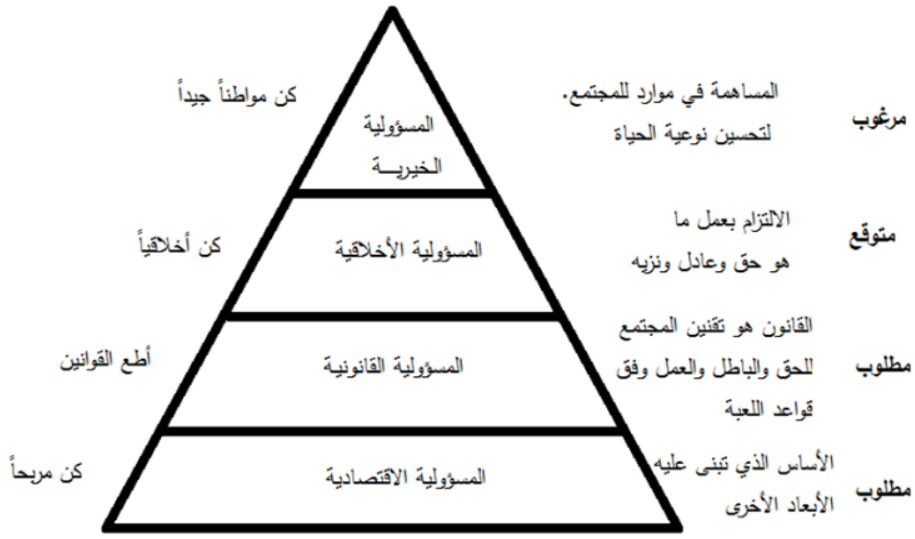 كن مواطناً جيداً
المسؤولية
الخيريـــة
المساهمة في موارد للمجتمع.
لتحسين نوعية الحياة
مرغوب
كن أخلاقياً
المسؤولية الأخلاقية
الالتزام بعمل ما
هو حق وعادل ونزيه
متوقع
أطع القوانين
المسؤولية القانونية
القانون هو تقنين المجتمع
للحق والباطل والعمل وفق
قواعد اللعبة
مطلوب
كن مربحاً
المسؤولية الاقتصادية
الأساس الذي تبنى عليه
الأبعاد الأخرى
مطلوب